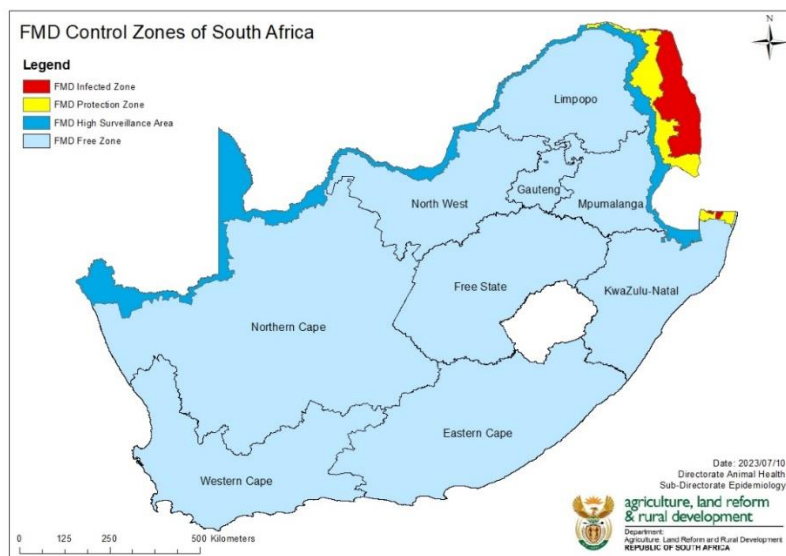 FMD Control Zones of South Africa
N
Legend
FMD Infected Zone
FMD Protection Zone
FMD High Surveillance Area
FMD Free Zone
Limpopo
North West
Gauteng
Mpumalanga
Free State
KwaZulu-Natal
Northern Cape
Eastern Cape
Western Cape
Date: 2023/07/10
Directorate Animal Health
Sub-Directorate Epidemiology
agriculture, land reform
& rural development
Department:
Agriculture, Land Reform and Rural Development
REPUBLIC OF SOUTH AFRICA
0 125 250 500 Kilometers